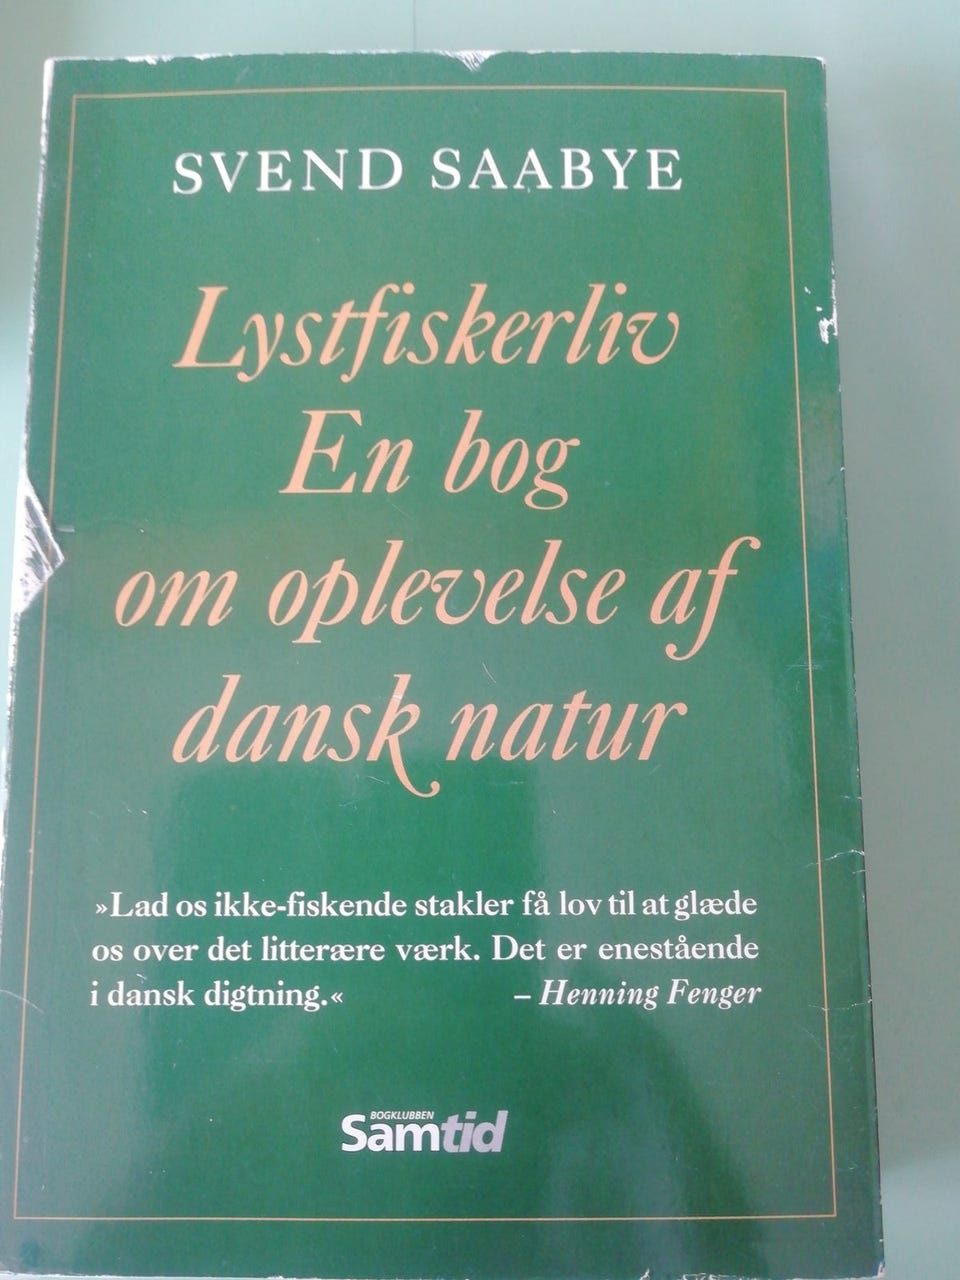 SVEND SAABYE
Lystfiskerliv
En bog
om oplevelse af
dansk natur
»Lad os ikke-fiskende stakler få lov til at glæde
os over det litterære værk. Det er enestående
i dansk digtning.« – Henning Fenger
BOGKLUBBEN
Samtid